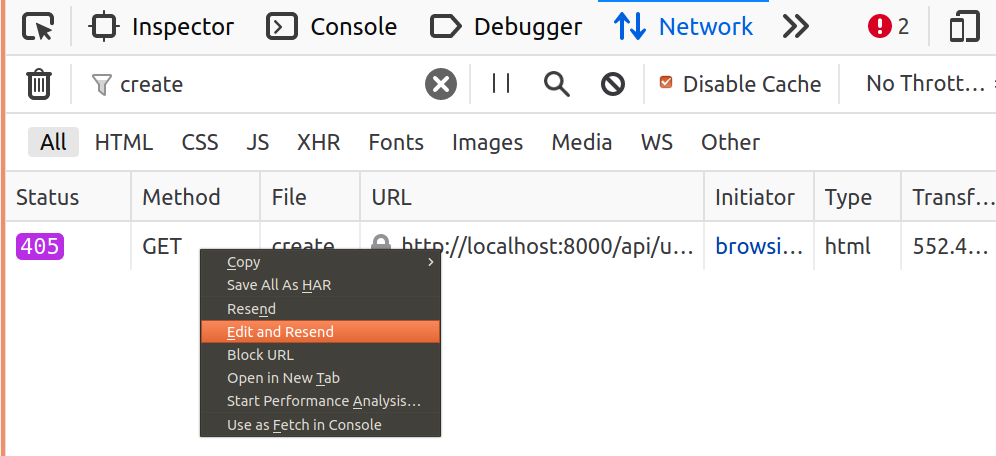 Inspector Console Debugger Network 2
create Disable Cache No Thrott…
All HTML CSS JS XHR Fonts Images Media WS Other
Status Method File URL Initiator Type Transf…
405 GET create http://localhost:8000/api/u… browsi… html 552.4…
Copy
Save All As HAR
Resend
Edit and Resend
Block URL
Open in New Tab
Start Performance Analysis…
Use as Fetch in Console